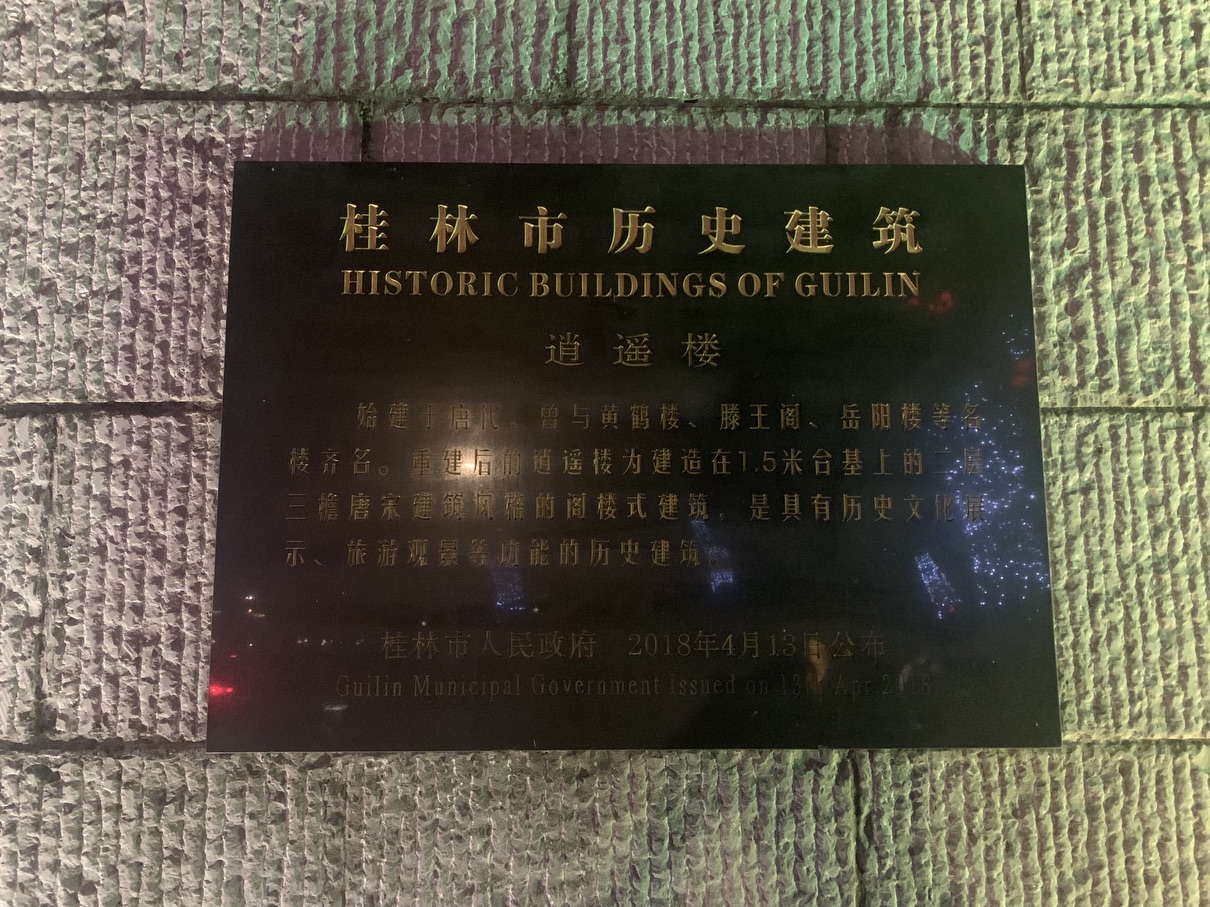 桂林市历史建筑
HISTORIC BUILDINGS OF GUILIN
逍遥楼
始建于唐代、曾与黄鹤楼、滕王阁、岳阳楼等名
楼齐名。重建后的逍遥楼为建造在1.5米台基上的二层
三檐唐宋建筑风格的阁楼式建筑，是具有历史文化展
示、旅游观景等功能的历史建筑。
桂林市人民政府 2018年4月13日公布
Guilin Municipal Government Issued on 13th Apr.2018